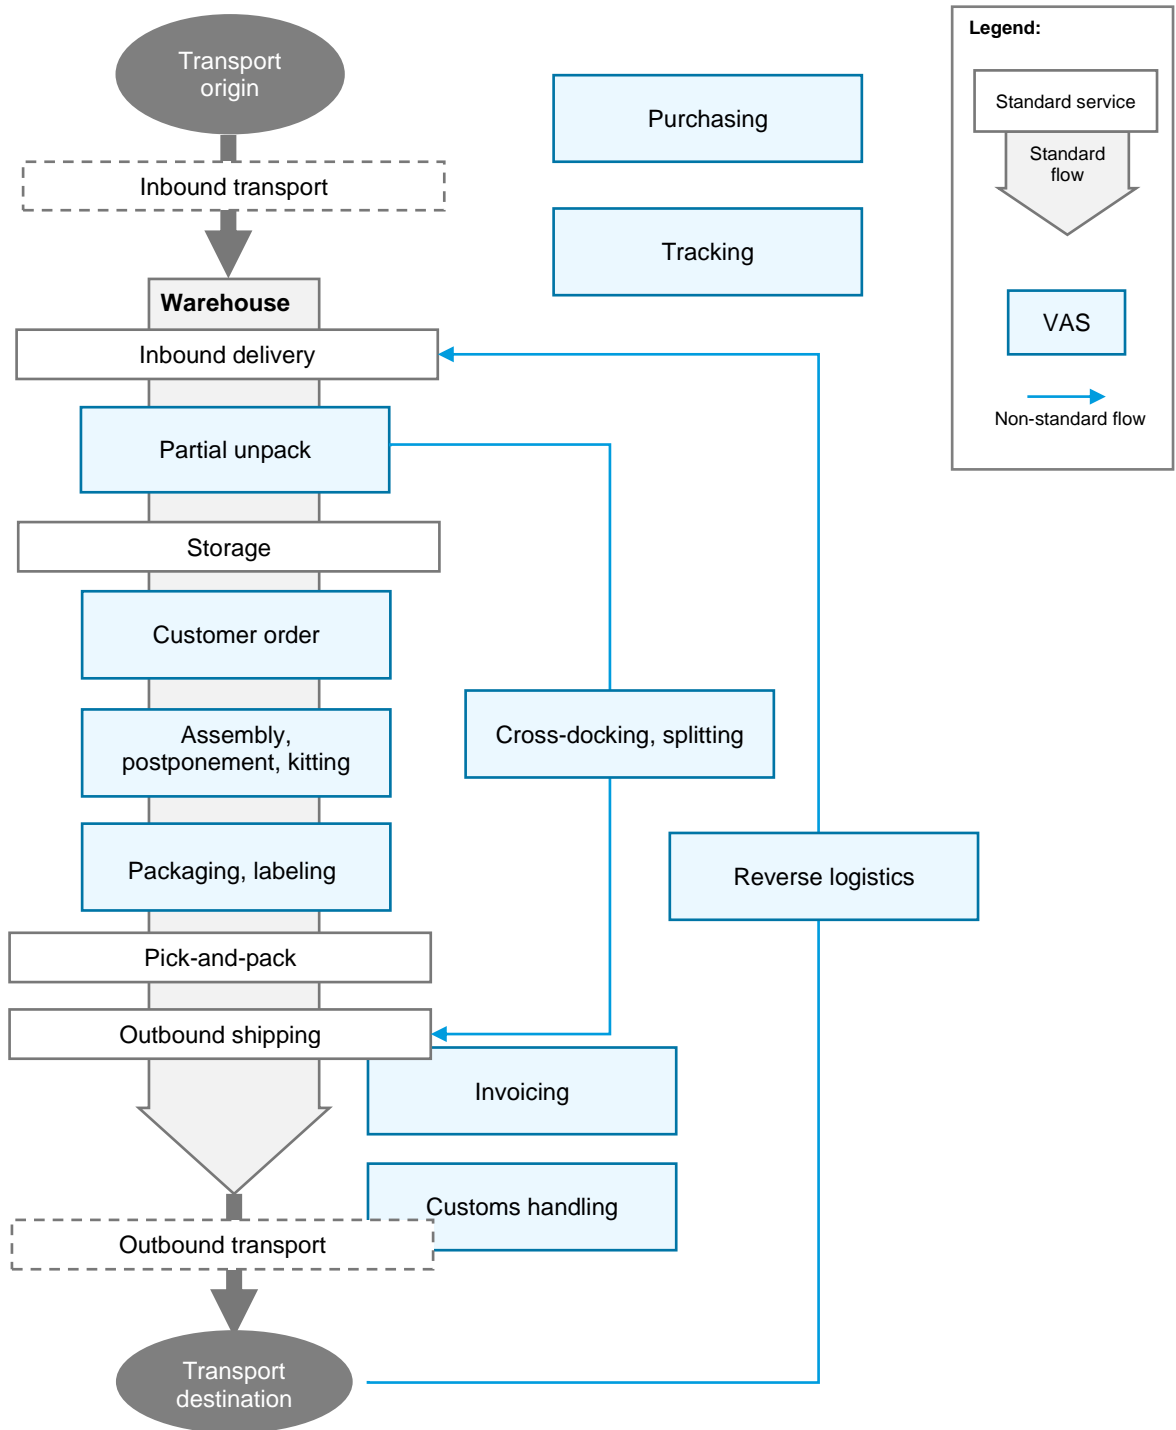 Transport
origin
Inbound transport
Warehouse
Inbound delivery
Partial unpack
Storage
Customer order
Assembly,
postponement, kitting
Packaging, labeling
Pick-and-pack
Outbound shipping
Outbound transport
Transport
destination
Purchasing
Tracking
Cross-docking, splitting
Reverse logistics
Invoicing
Customs handling
Legend:
Standard service
Standard
flow
VAS
Non-standard flow